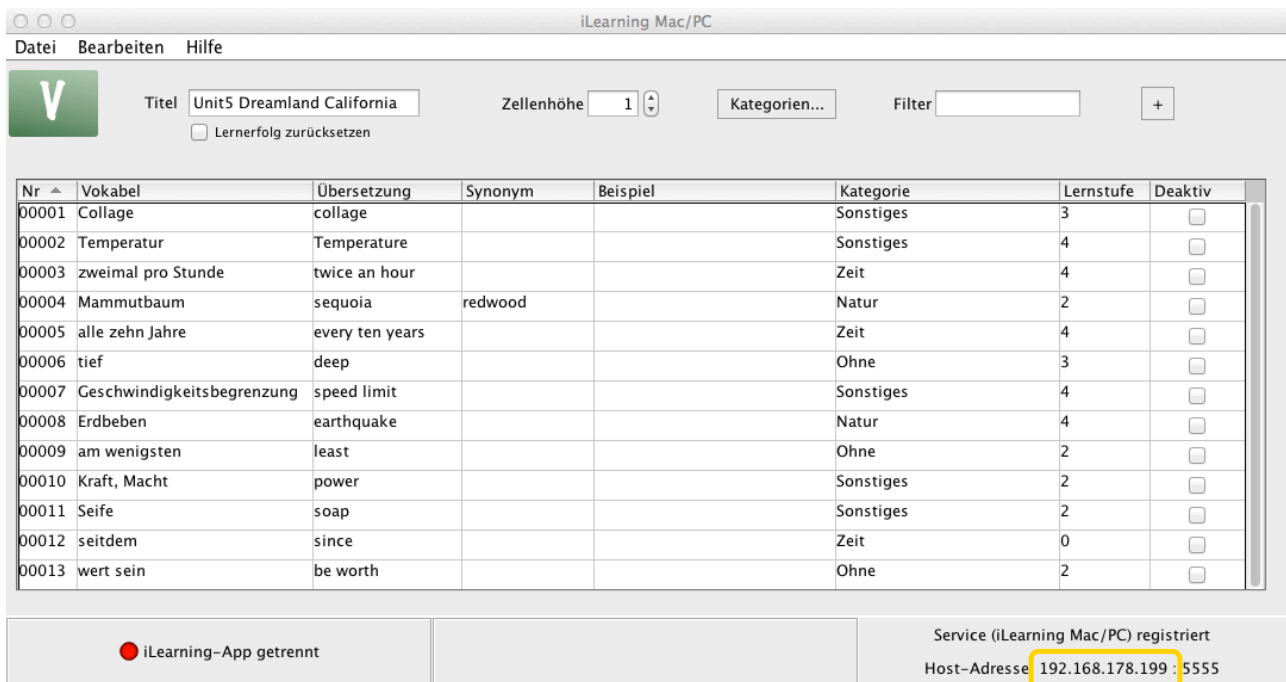 iLearning Mac/PC
Datei Bearbeiten Hilfe
V
Titel Unit5 Dreamland California Zellenhöhe 1 Kategorien... Filter +
Lernerfolg zurücksetzen
Nr Vokabel Übersetzung Synonym Beispiel Kategorie Lernstufe Deaktiv
00001 Collage collage Sonstiges 3
00002 Temperatur Temperature Sonstiges 4
00003 zweimal pro Stunde twice an hour Zeit 4
00004 Mammutbaum sequoia redwood Natur 2
00005 alle zehn Jahre every ten years Zeit 4
00006 tief deep Ohne 3
00007 Geschwindigkeitsbegrenzung speed limit Sonstiges 4
00008 Erdbeben earthquake Natur 4
00009 am wenigsten least Ohne 2
00010 Kraft, Macht power Sonstiges 2
00011 Seife soap Sonstiges 2
00012 seitdem since Zeit 0
00013 wert sein be worth Ohne 2
iLearning-App getrennt
Service (iLearning Mac/PC) registriert
Host-Adresse 192.168.178.199 : 5555